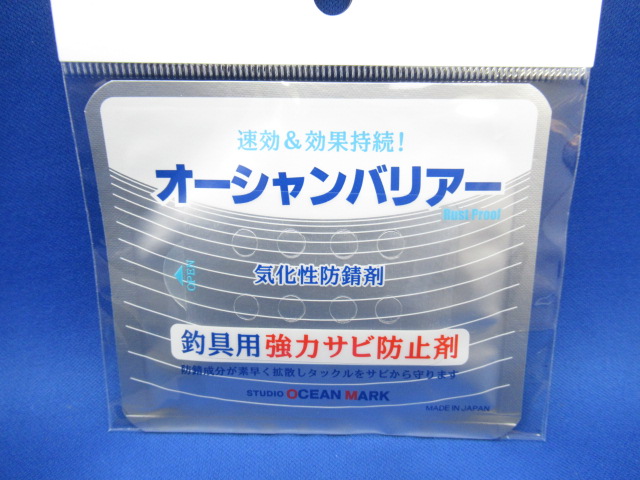 速効&効果持続!
オーシャンバリアー
Rust Proof
OPEN
気化性防錆剤
釣具用強力サビ防止剤
防錆成分が素早く拡散しタックルをサビから守ります
STUDIO OCEAN MARK
MADE IN JAPAN